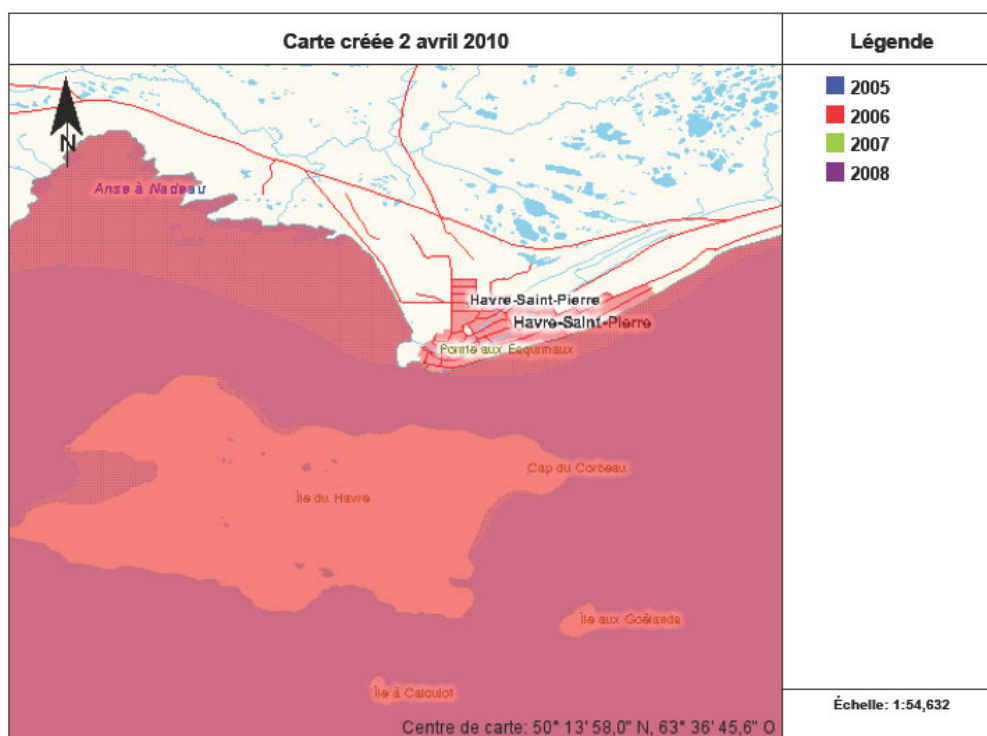 Carte créée 2 avril 2010
Légende
2005
2006
2007
2008
N
Anse à Nadeau
Havre-Saint-Pierre
Havre-Saint-Pierre
Pointe aux Esquimaux
Cap du Corbeau
Île du Havre
Île aux Goélands
Île à Calculot
Échelle: 1:54,632
Centre de carte: 50° 13' 58,0" N, 63° 36' 45,6" O